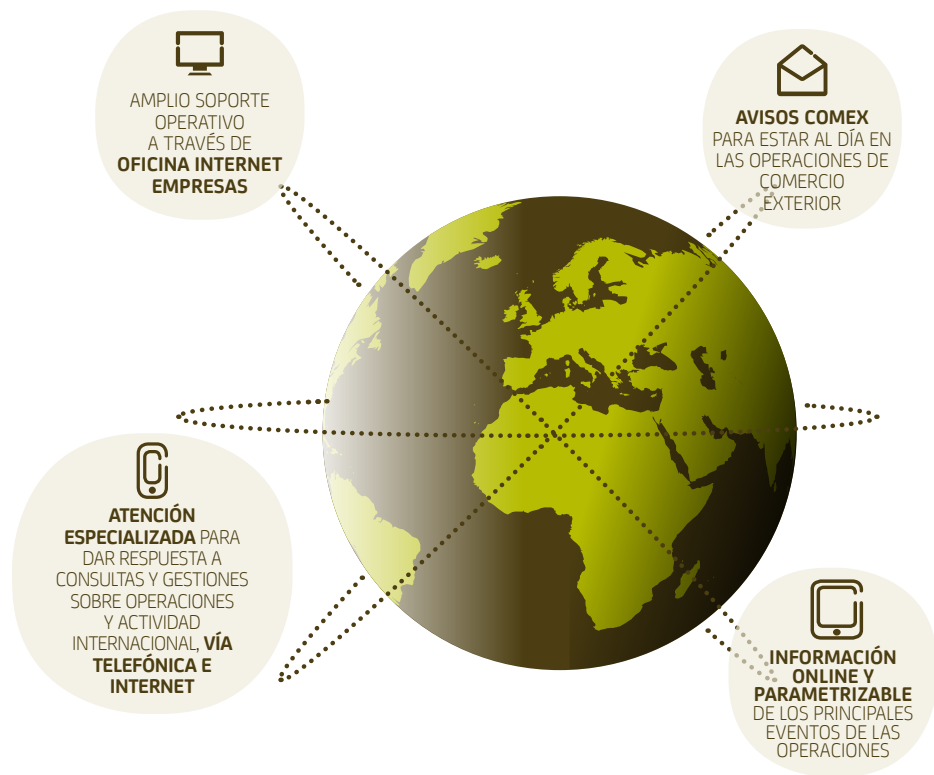 AMPLIO SOPORTE
OPERATIVO
A TRAVÉS DE
OFICINA INTERNET
EMPRESAS
AVISOS COMEX
PARA ESTAR AL DÍA EN
LAS OPERACIONES DE
COMERCIO
EXTERIOR
ATENCIÓN
ESPECIALIZADA PARA
DAR RESPUESTA A
CONSULTAS Y GESTIONES
SOBRE OPERACIONES
Y ACTIVIDAD
INTERNACIONAL, VÍA
TELEFÓNICA E
INTERNET
INFORMACIÓN
ONLINE Y
PARAMETRIZABLE
DE LOS PRINCIPALES
EVENTOS DE LAS
OPERACIONES